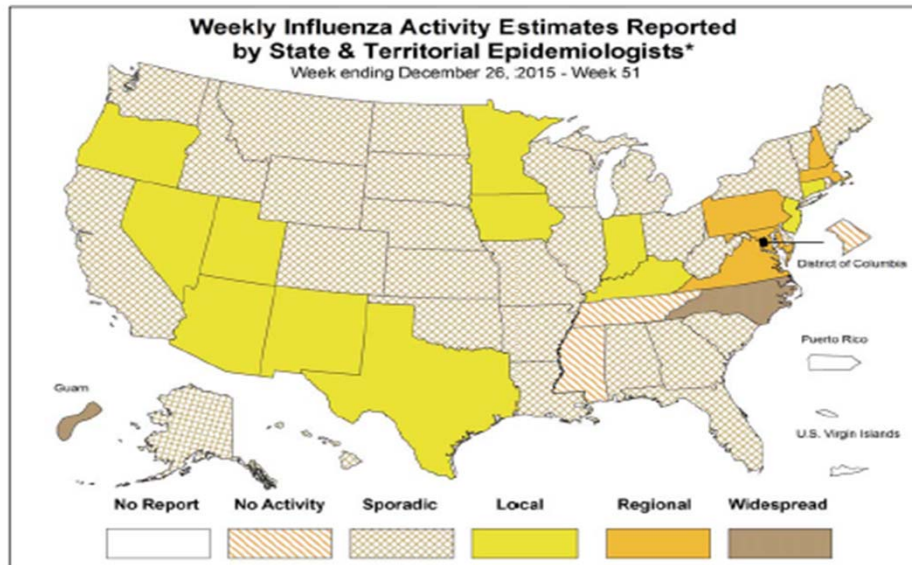 Weekly Influenza Activity Estimates Reported
by State & Territorial Epidemiologists*
Week ending December 26, 2015 - Week 51
District of Columbia
Puerto Rico
Guam
U.S. Virgin Islands
No Report No Activity Sporadic Local Regional Widespread